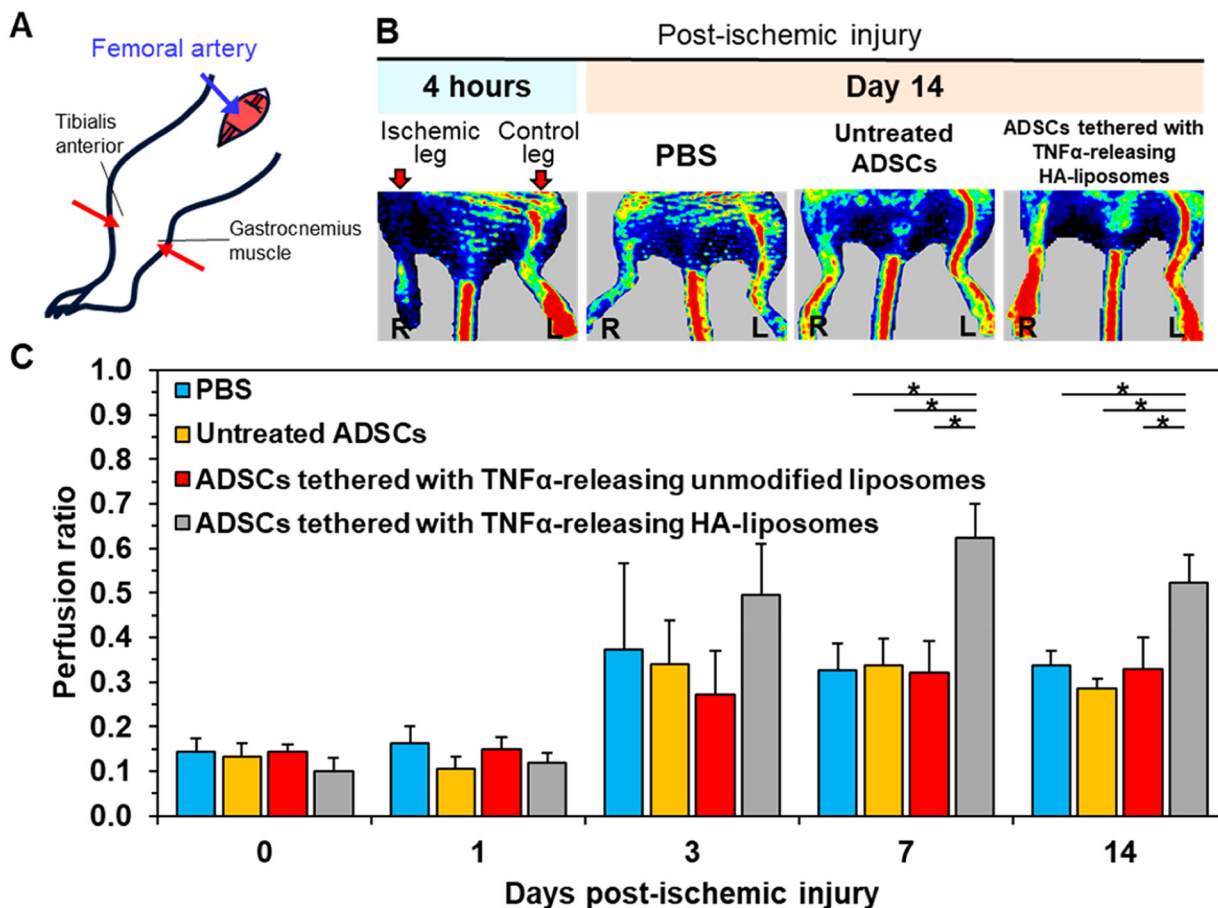 A
Femoral artery
Tibialis
anterior
Gastrocnemius
muscle
B
Post-ischemic injury
4 hours
Day 14
Ischemic
leg
Control
leg
PBS
Untreated
ADSCs
ADSCs tethered with
TNFα-releasing
HA-liposomes
R
L
R
L
R
L
R
L
C
1.0
0.9
0.8
0.7
0.6
0.5
0.4
0.3
0.2
0.1
0.0
Perfusion ratio
PBS
Untreated ADSCs
ADSCs tethered with TNFα-releasing unmodified liposomes
ADSCs tethered with TNFα-releasing HA-liposomes
*
*
*
*
*
*
0 1 3 7 14
Days post-ischemic injury